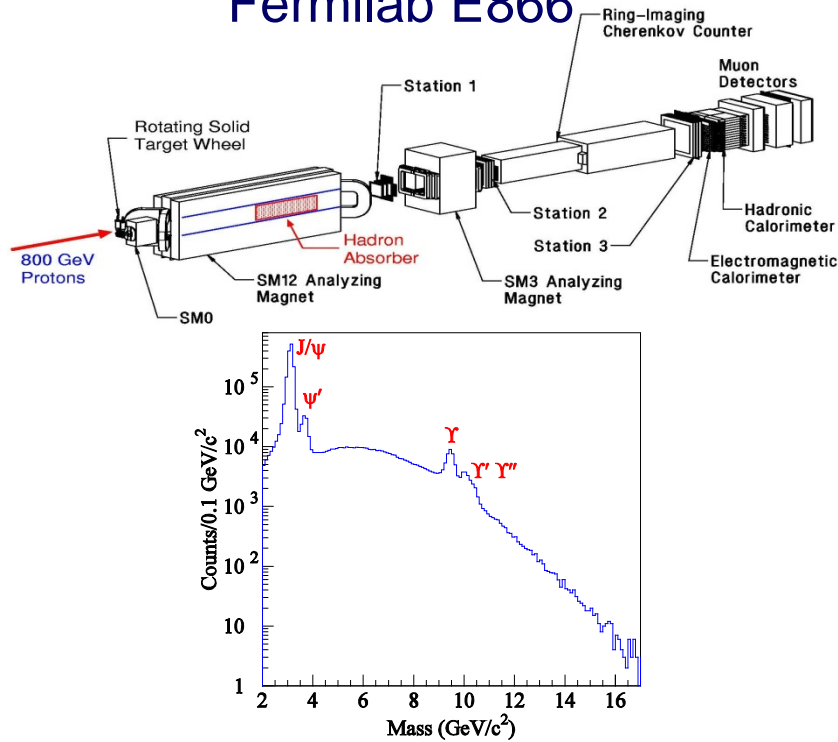 Fermilab E866
Ring-Imaging
Cherenkov Counter
Muon
Detectors
Station 1
Rotating Solid
Target Wheel
Station 2
Hadronic
Calorimeter
Hadron
Absorber
Station 3
800 GeV
Protons
SM12 Analyzing
Magnet
SM3 Analyzing
Magnet
Electromagnetic
Calorimeter
SM0
J/ψ
ψ′
ϒ
ϒ′ ϒ″
Counts/0.1 GeV/c²
10⁵
10⁴
10³
10²
10
1
2 4 6 8 10 12 14 16
Mass (GeV/c²)